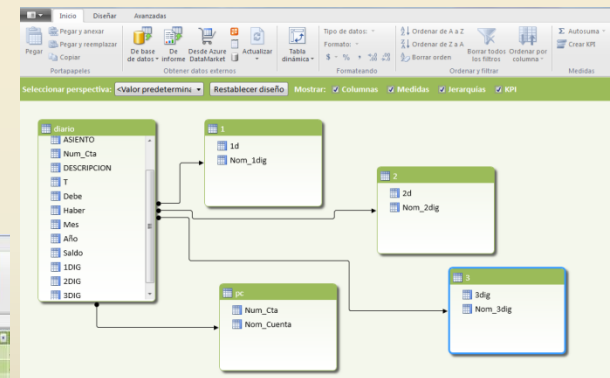 Inicio Diseñar Avanzadas
Pegar
Pegar y anexar
Pegar y reemplazar
Copiar
Portapapeles
De base de datos
De informe
Desde Azure DataMarket
Obtener datos externos
Actualizar
Tabla dinámica
Tipo de datos:
Formato:
$ - %
Formateando
Ordenar de A a Z
Ordenar de Z a A
Borrar orden
Borrar todos los filtros
Ordenar por columna
Ordenar y filtrar
Σ Autosuma
Crear KPI
Medidas
Seleccionar perspectiva: <Valor predetermina Restablecer diseño Mostrar: Columnas Medidas Jerarquías KPI
diario
ASIENTO
Num_Cta
DESCRIPCION
T
Debe
Haber
Mes
Año
Saldo
1DIG
2DIG
3DIG
1
1d
Nom_1dig
2
2d
Nom_2dig
3
3dig
Nom_3dig
pc
Num_Cta
Nom_Cuenta